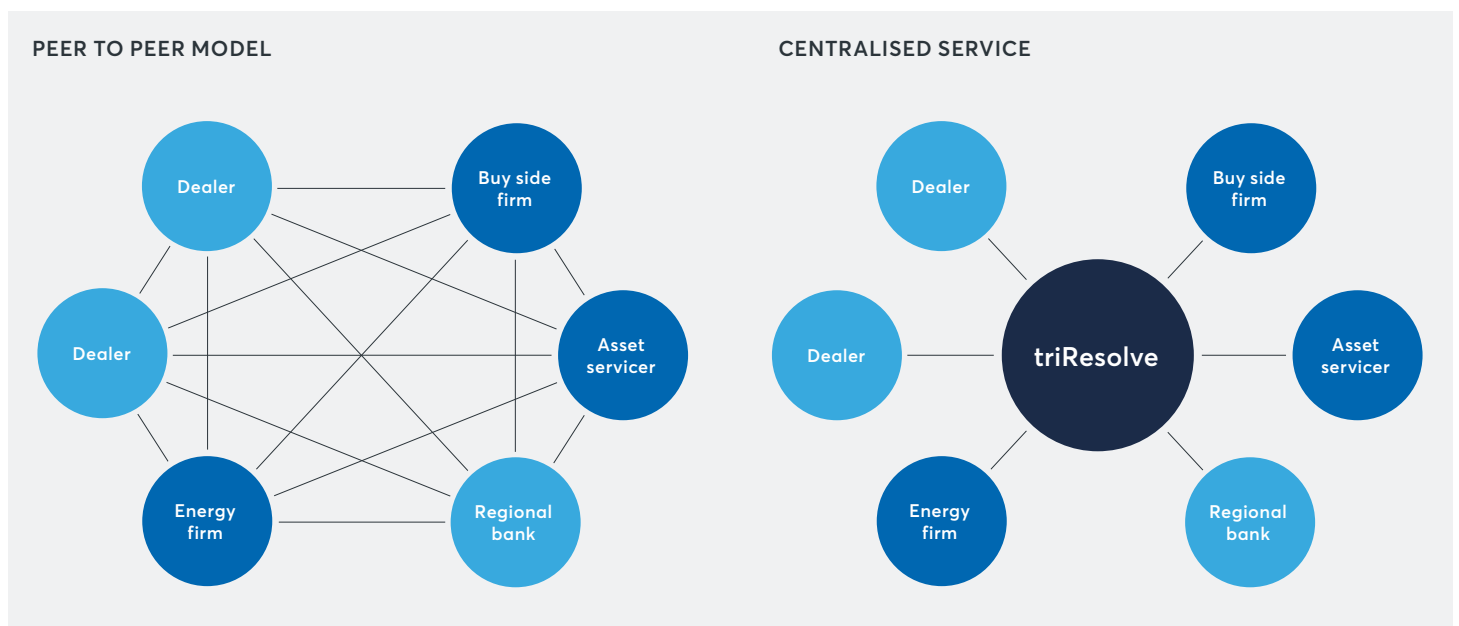 PEER TO PEER MODEL
Dealer
Buy side
firm
Dealer
Asset
servicer
Energy
firm
Regional
bank
CENTRALISED SERVICE
Dealer
Buy side
firm
Dealer
triResolve
Asset
servicer
Energy
firm
Regional
bank